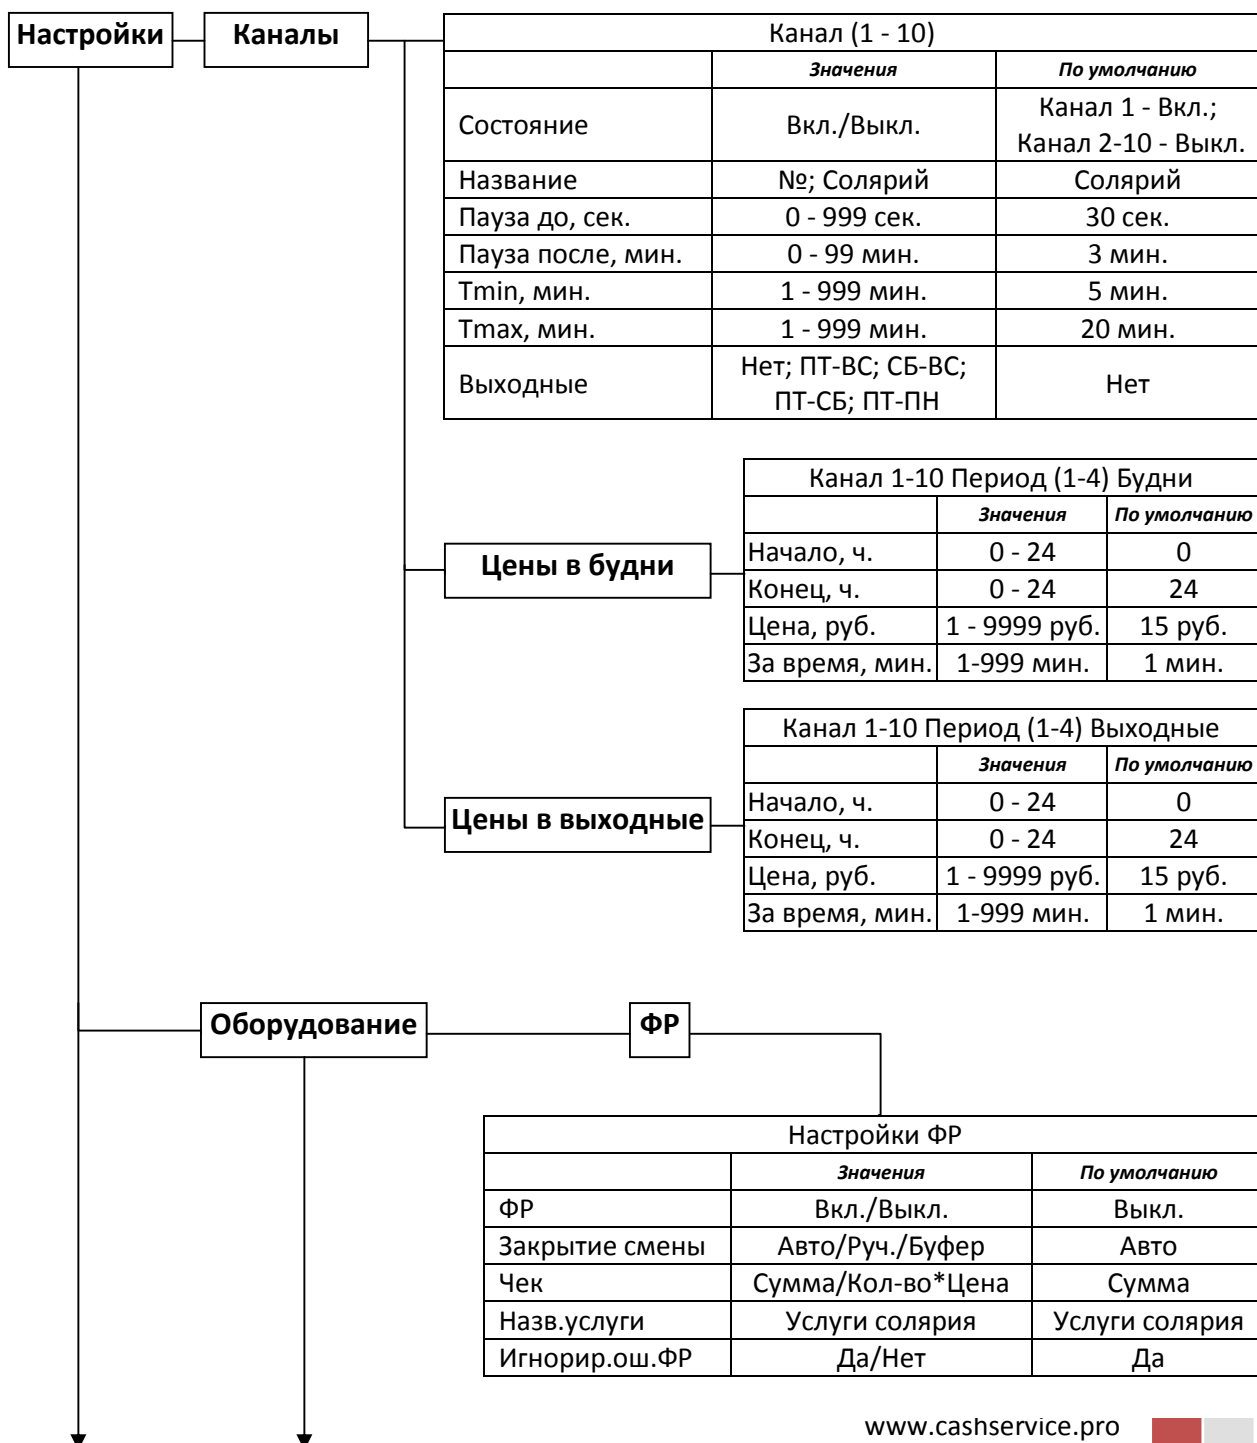 Настройки Каналы Канал (1 - 10)
Значения По умолчанию
Состояние Вкл./Выкл. Канал 1 - Вкл.;
Канал 2-10 - Выкл.
Название №; Солярий Солярий
Пауза до, сек. 0 - 999 сек. 30 сек.
Пауза после, мин. 0 - 99 мин. 3 мин.
Tmin, мин. 1 - 999 мин. 5 мин.
Tmax, мин. 1 - 999 мин. 20 мин.
Выходные Нет; ПТ-ВС; СБ-ВС;
ПТ-СБ; ПТ-ПН Нет
Цены в будни
Канал 1-10 Период (1-4) Будни
Значения По умолчанию
Начало, ч. 0 - 24 0
Конец, ч. 0 - 24 24
Цена, руб. 1 - 9999 руб. 15 руб.
За время, мин. 1-999 мин. 1 мин.
Цены в выходные
Канал 1-10 Период (1-4) Выходные
Значения По умолчанию
Начало, ч. 0 - 24 0
Конец, ч. 0 - 24 24
Цена, руб. 1 - 9999 руб. 15 руб.
За время, мин. 1-999 мин. 1 мин.
Оборудование ФР
Настройки ФР
Значения По умолчанию
ФР Вкл./Выкл. Выкл.
Закрытие смены Авто/Руч./Буфер Авто
Чек Сумма/Кол-во*Цена Сумма
Назв.услуги Услуги солярия Услуги солярия
Игнорир.ош.ФР Да/Нет Да
www.cashservice.pro